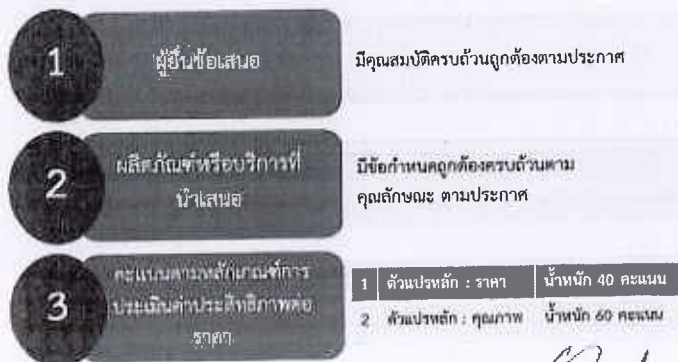 1
ผู้ยื่นข้อเสนอ
มีคุณสมบัติครบถ้วนถูกต้องตามประกาศ
2
ผลิตภัณฑ์หรือบริการที่
นำเสนอ
มีข้อกำหนดถูกต้องครบถ้วนตาม
คุณลักษณะ ตามประกาศ
3
คะแนนตามหลักเกณฑ์การ
ประเมินค่าประสิทธิภาพต่อ
ราคา
1 ตัวแปรหลัก : ราคา น้ำหนัก 40 คะแนน
2 ตัวแปรหลัก : คุณภาพ น้ำหนัก 60 คะแนน